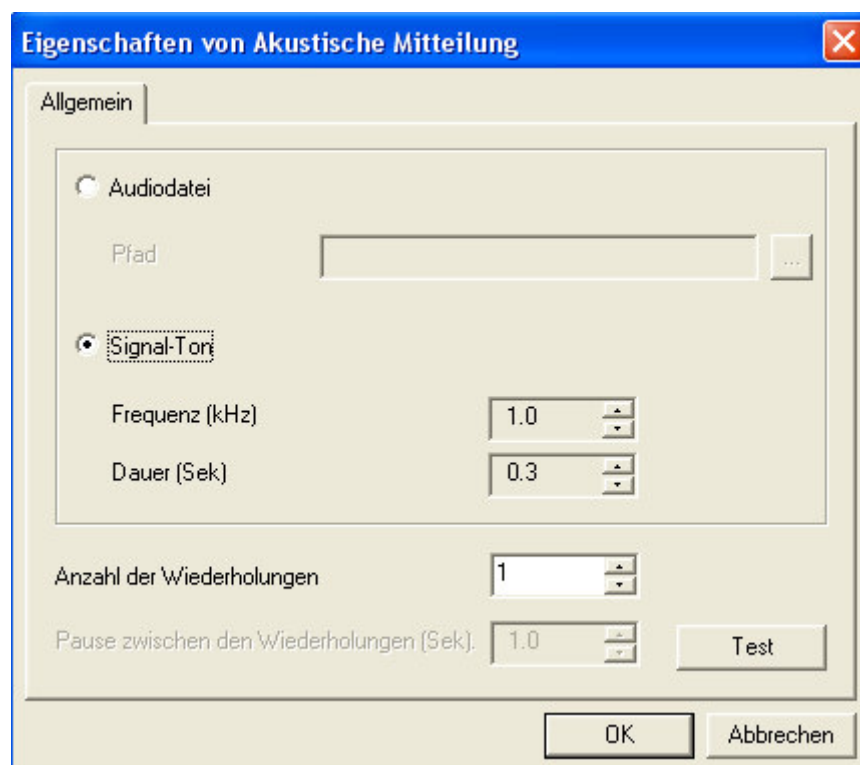 Eigenschaften von Akustische Mitteilung
Allgemein
Audiodatei
Pfad
...
Signal-Ton
Frequenz (kHz) 1.0
Dauer (Sek) 0.3
Anzahl der Wiederholungen 1
Pause zwischen den Wiederholungen (Sek). 1.0 Test
OK Abbrechen